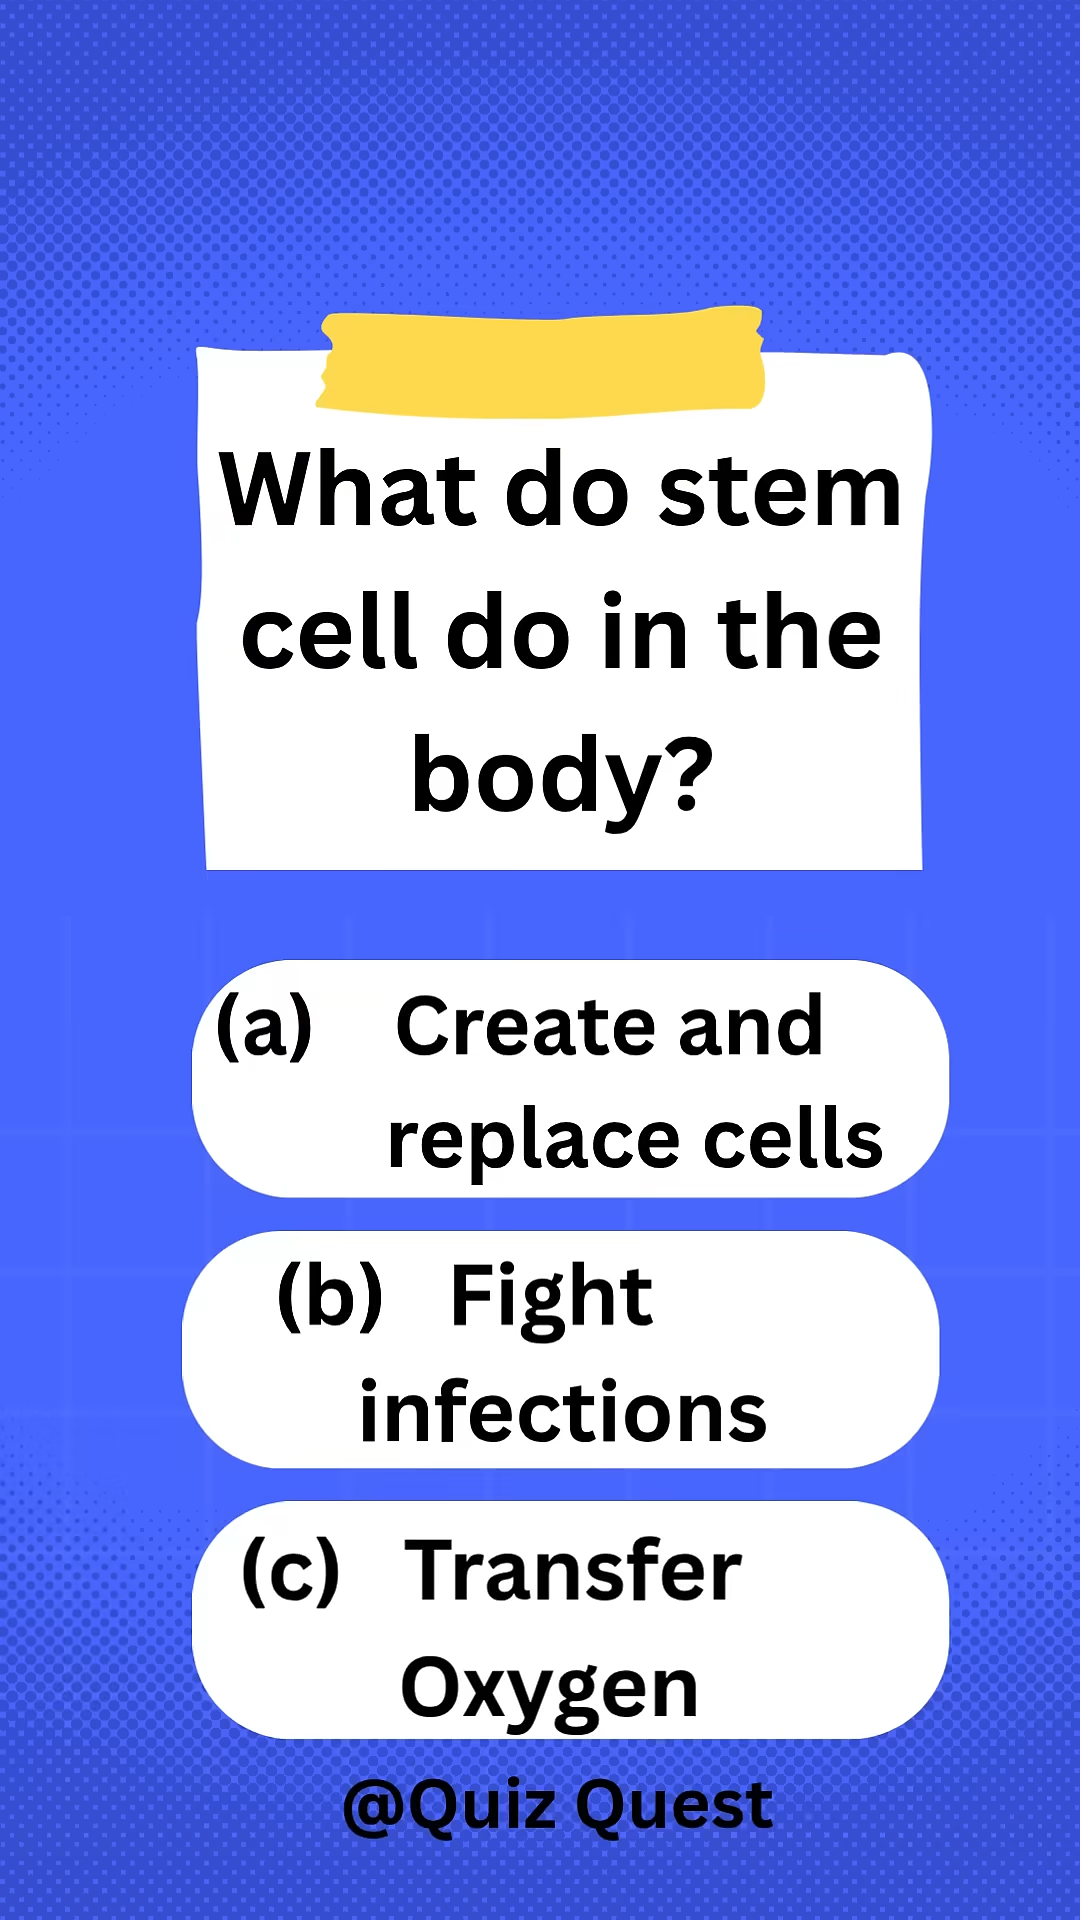 What do stem
cell do in the
body?
(a) Create and
replace cells
(b) Fight
infections
(c) Transfer
Oxygen
@Quiz Quest